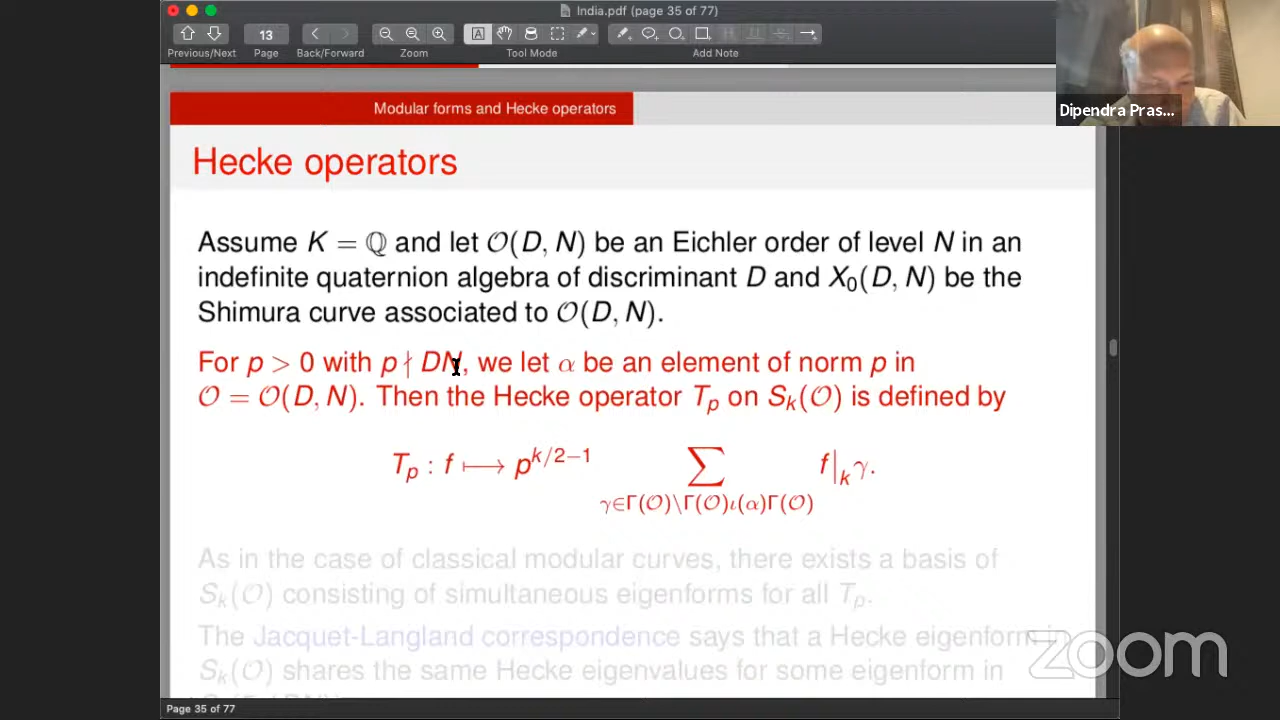 India.pdf (page 35 of 77)
13
Previous/Next Page Back/Forward Zoom Tool Mode Add Note
Dipendra Pras...
Modular forms and Hecke operators
Hecke operators
Assume K = ℚ and let 𝒪(D, N) be an Eichler order of level N in an
indefinite quaternion algebra of discriminant D and X₀(D, N) be the
Shimura curve associated to 𝒪(D, N).
For p > 0 with p ∤ DN, we let α be an element of norm p in
𝒪 = 𝒪(D, N). Then the Hecke operator Tₚ on Sₖ(𝒪) is defined by
Tₚ : f ⟼ p^{k/2−1} ∑_{γ∈Γ(𝒪)\Γ(𝒪)ι(α)Γ(𝒪)} f|ₖ γ.
As in the case of classical modular curves, there exists a basis of
Sₖ(𝒪) consisting of simultaneous eigenforms for all Tₚ.
The Jacquet-Langland correspondence says that a Hecke eigenform in
Sₖ(𝒪) shares the same Hecke eigenvalues for some eigenform in
zoom
Page 35 of 77